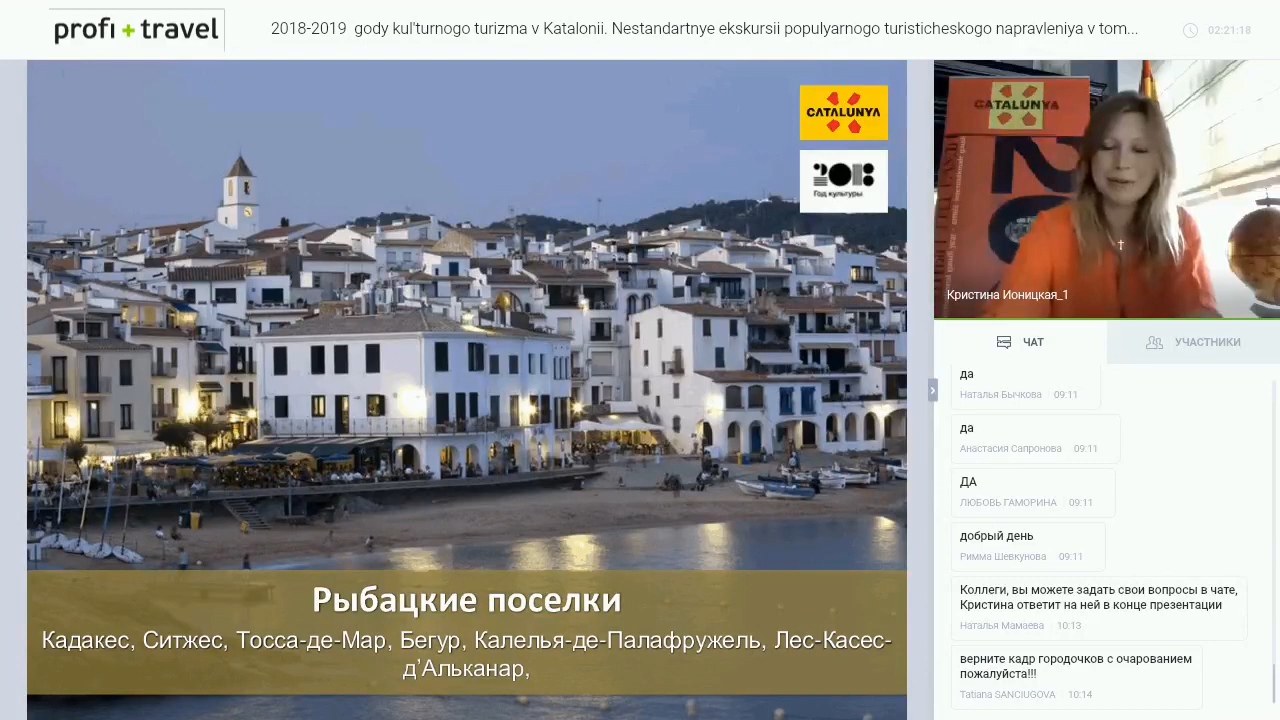 profi + travel
2018-2019 gody kul'turnogo turizma v Katalonii. Nestandartnye ekskursii populyarnogo turisticheskogo napravleniya v tom...
02:21:18
CATALUNYA
2018
Год культуры
Рыбацкие поселки
Кадакес, Ситжес, Тосса-де-Мар, Бегур, Калелья-де-Палафружель, Лес-Касес-
д'Альканар,
CATALUNYA
Кристина Ионицкая_1
ЧАТ
УЧАСТНИКИ
да
Наталья Бычкова 09:11
да
Анастасия Сапронова 09:11
ДА
ЛЮБОВЬ ГАМОРИНА 09:11
добрый день
Римма Шевкунова 09:11
Коллеги, вы можете задать свои вопросы в чате,
Кристина ответит на ней в конце презентации
Наталья Мамаева 10:13
верните кадр городочков с очарованием
пожалуйста!!!
Tatiana SANCIUGOVA 10:14